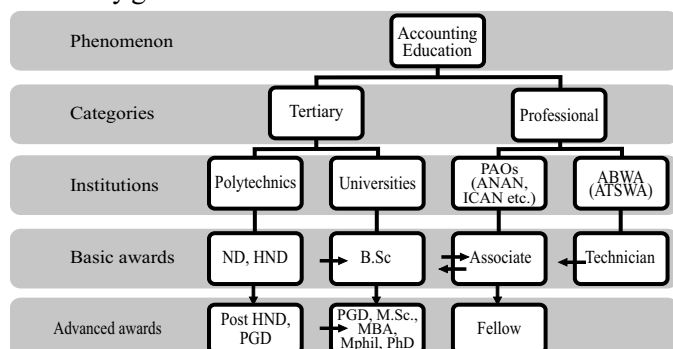 Phenomenon
Accounting
Education
Categories
Tertiary
Professional
Institutions
Polytechnics
Universities
PAOs
(ANAN,
ICAN etc.)
ABWA
(ATSWA)
Basic awards
ND, HND
B.Sc
Associate
Technician
Advanced awards
Post HND,
PGD
PGD, M.Sc.,
MBA,
Mphil, PhD
Fellow